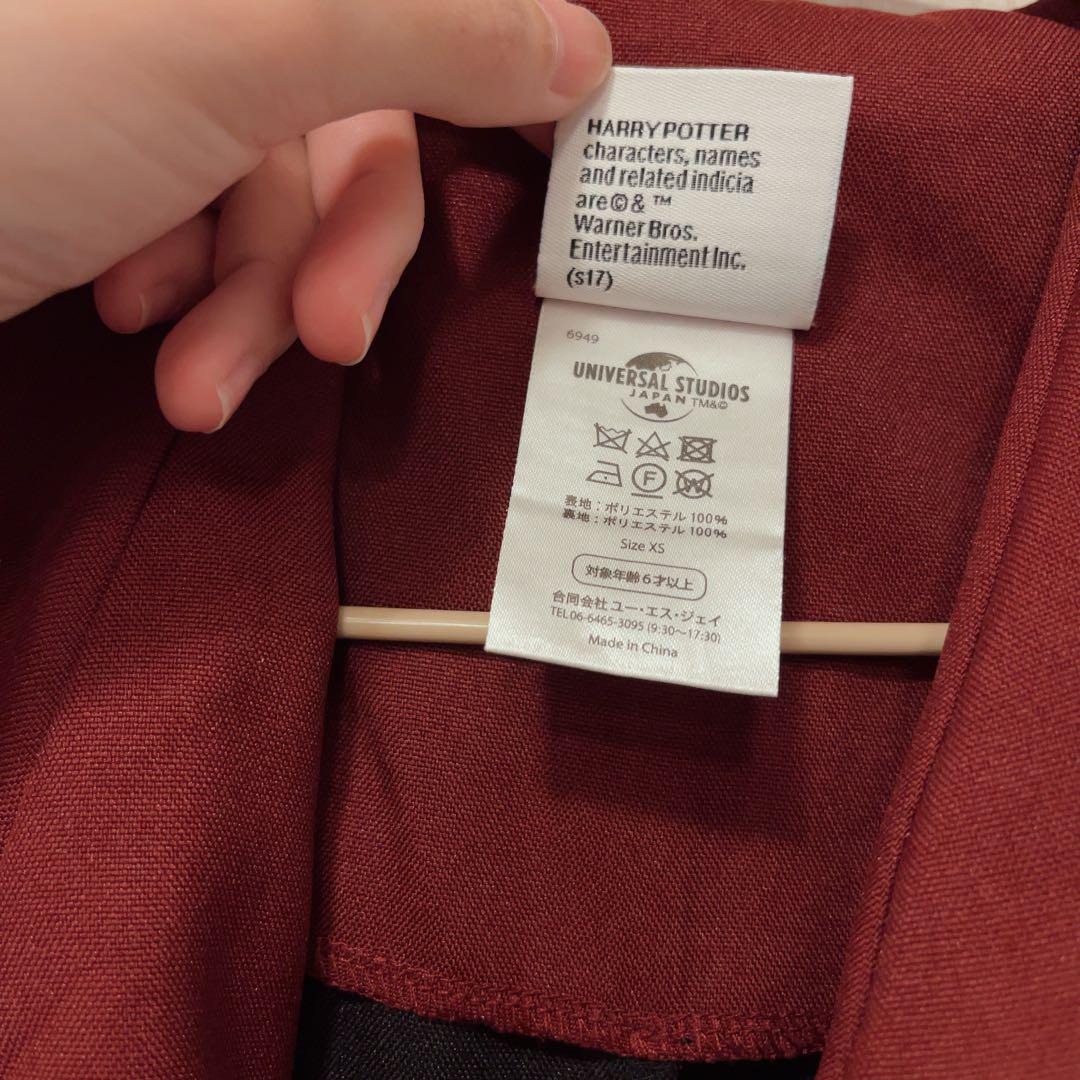 HARRY POTTER
characters, names
and related indicia
are © & ™
Warner Bros.
Entertainment Inc.
(s17)
6949
UNIVERSAL STUDIOS
JAPAN TM&©
F
W
表地：ポリエステル 100%
裏地：ポリエステル 100%
Size XS
対象年齢6才以上
合同会社 ユー・エス・ジェイ
TEL06-6465-3095 (9:30～17:30)
Made in China